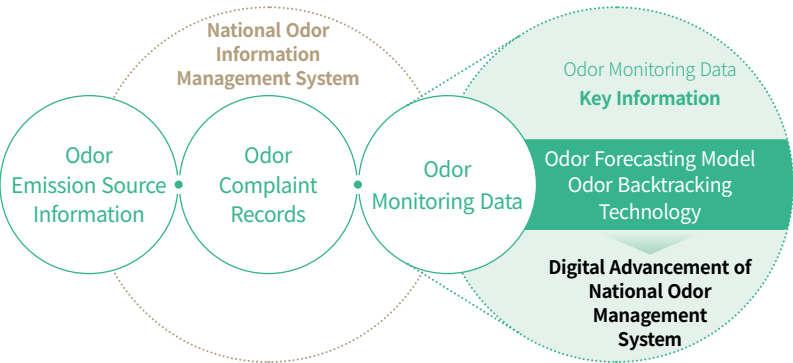 National Odor
Information
Management System
Odor
Emission Source
Information
Odor
Complaint
Records
Odor
Monitoring Data
Odor Monitoring Data
Key Information
Odor Forecasting Model
Odor Backtracking
Technology
Digital Advancement of
National Odor
Management
System